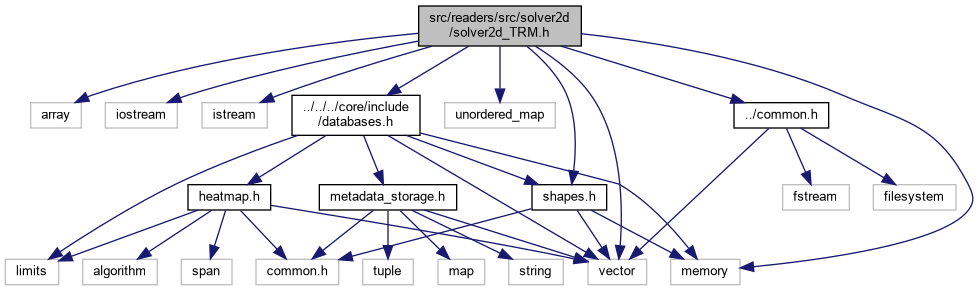 src/readers/src/solver2d
/solver2d_TRM.h
array
iostream
istream
../../../core/include
/databases.h
unordered_map
../common.h
heatmap.h
metadata_storage.h
shapes.h
fstream
filesystem
limits
algorithm
span
common.h
tuple
map
string
vector
memory